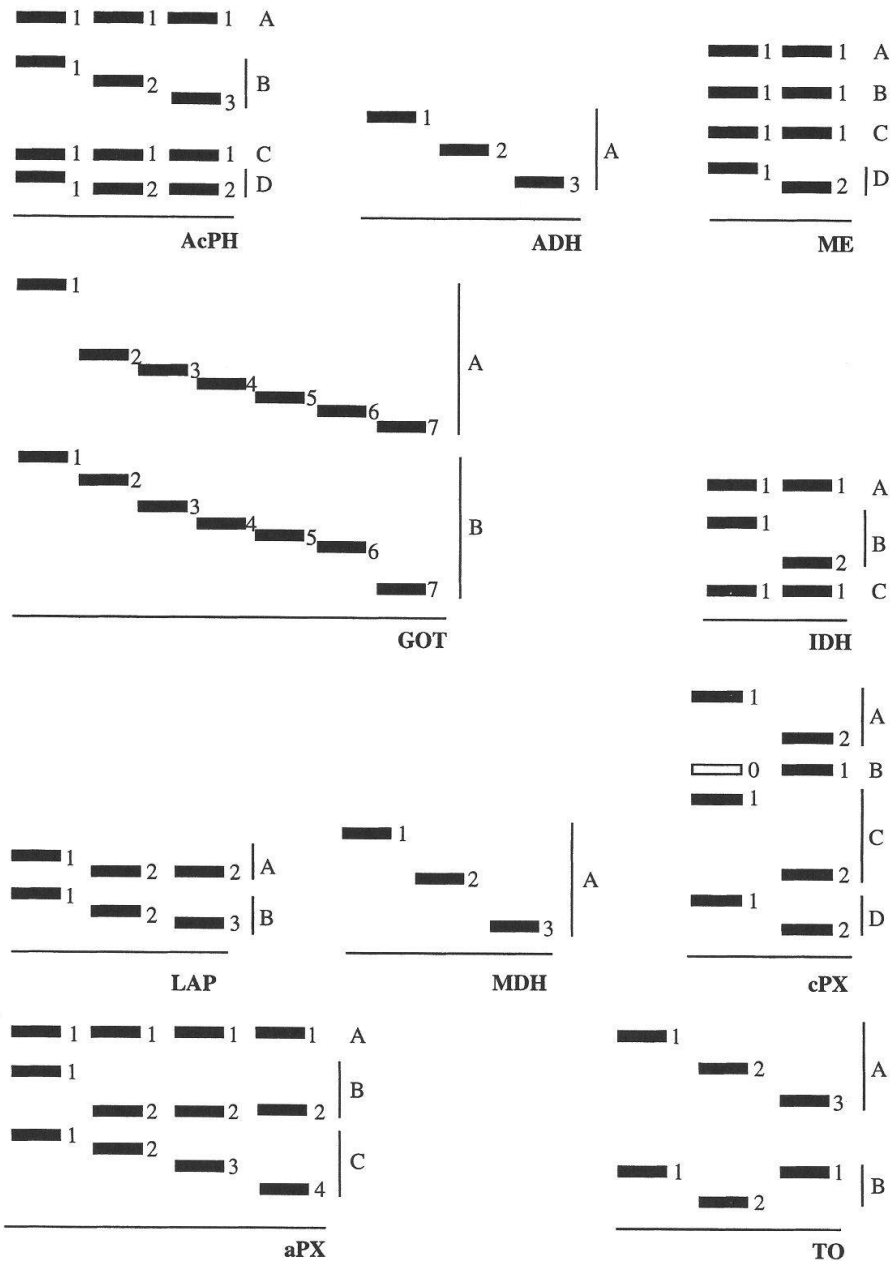 1 1 1 A
1 2 3 B
1 1 1 C
1 2 2 D
AcPH
1 2 3 A
ADH
1 1 A
1 1 B
1 1 C
1 2 D
ME
1 2 3 4 5 6 7 A
1 2 3 4 5 6 7 B
GOT
1 1 A
1 2 B
1 1 C
IDH
1 2 2 A
1 2 3 B
LAP
1 2 3 A
MDH
1 2 A
0 1 B
1 2 C
1 2 D
cPX
1 1 1 1 A
1 2 2 2 B
1 2 3 4 C
aPX
1 2 3 A
1 2 1 B
TO